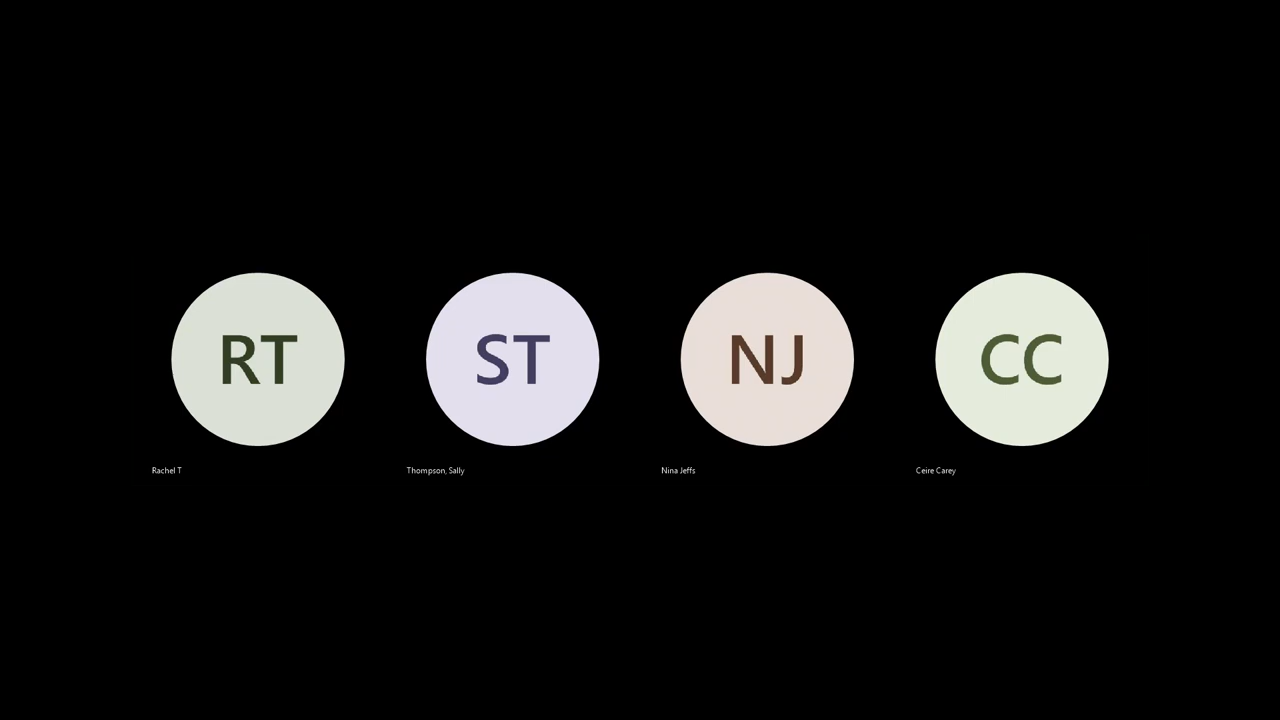 RT
ST
NJ
CC
Rachel T
Thompson, Sally
Nina Jeffs
Ceire Carey